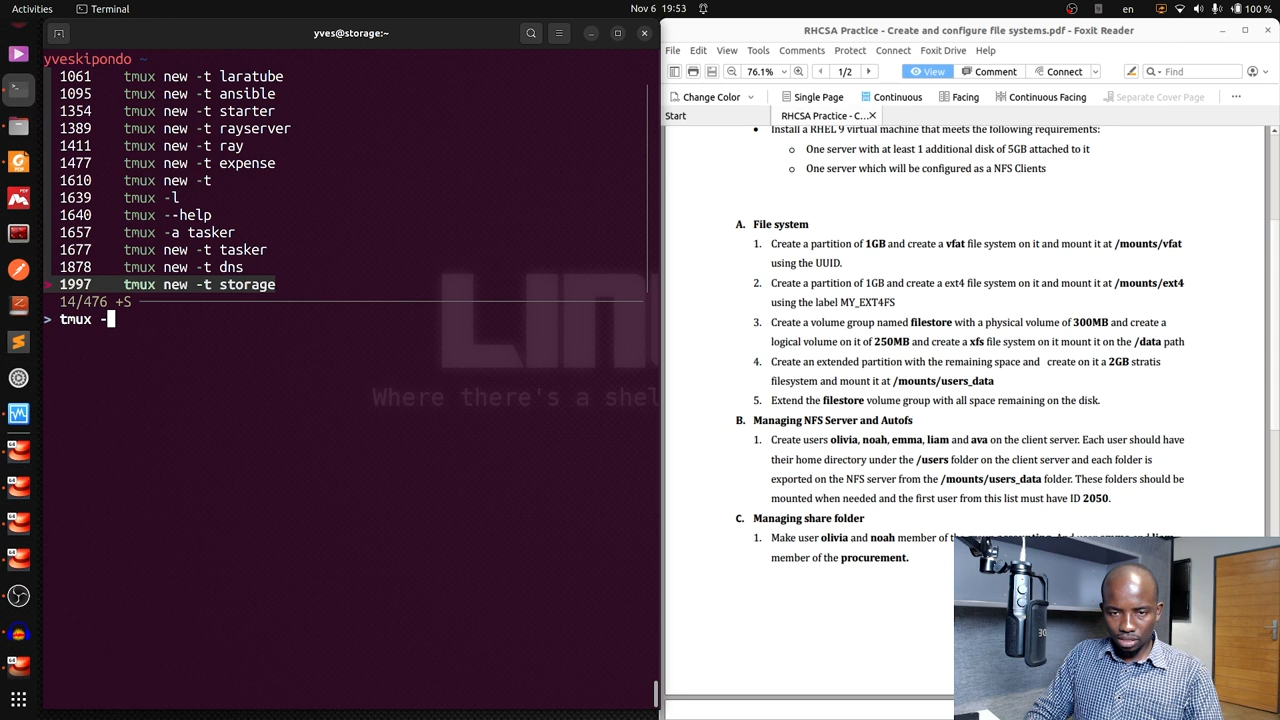 19:53
Nov 6
yves@storage:~
yveskipondo ~
1061 tmux new -t laratube
1095 tmux new -t ansible
1354 tmux new -t starter
1389 tmux new -t rayserver
1411 tmux new -t ray
1477 tmux new -t expense
1610 tmux new -t
1639 tmux -l
1640 tmux --help
1657 tmux -a tasker
1677 tmux new -t tasker
1878 tmux new -t dns
> 1997 tmux new -t storage
14/476 +S
> tmux -
Where there's a shel
RHCSA Practice - Create and configure file systems.pdf - Foxit Reader
File Edit View Tools Comments Protect Connect Foxit Drive Help
76.1% 1/2 View Comment Connect Find
Change Color Single Page Continuous Facing Continuous Facing Separate Cover Page ...
Start RHCSA Practice - C...
• Install a RHEL 9 virtual machine that meets the following requirements:
o One server with at least 1 additional disk of 5GB attached to it
o One server which will be configured as a NFS Clients
A. File system
1. Create a partition of 1GB and create a vfat file system on it and mount it at /mounts/vfat
using the UUID.
2. Create a partition of 1GB and create a ext4 file system on it and mount it at /mounts/ext4
using the label MY_EXT4FS
3. Create a volume group named filestore with a physical volume of 300MB and create a
logical volume on it of 250MB and create a xfs file system on it mount it on the /data path
4. Create an extended partition with the remaining space and create on it a 2GB stratis
filesystem and mount it at /mounts/users_data
5. Extend the filestore volume group with all space remaining on the disk.
B. Managing NFS Server and Autofs
1. Create users olivia, noah, emma, liam and ava on the client server. Each user should have
their home directory under the /users folder on the client server and each folder is
exported on the NFS server from the /mounts/users_data folder. These folders should be
mounted when needed and the first user from this list must have ID 2050.
C. Managing share folder
1. Make user olivia and noah member of the
member of the procurement.